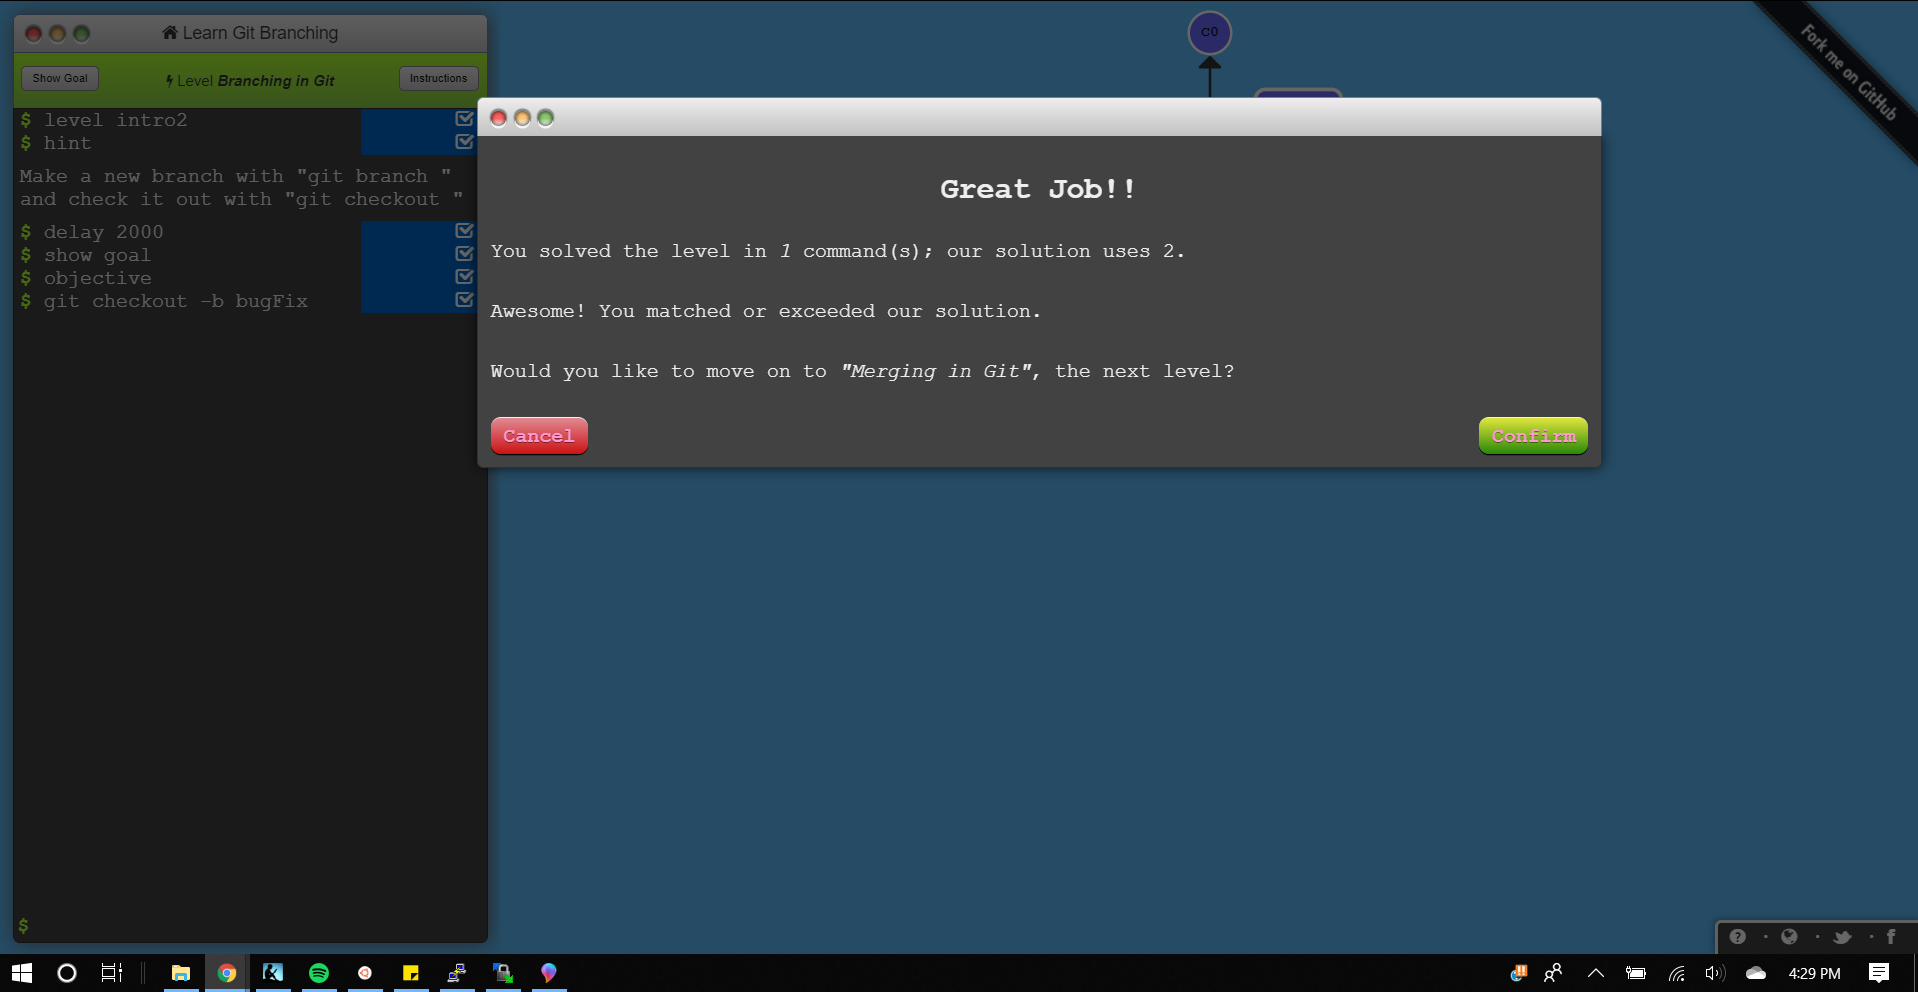 Learn Git Branching
Show Goal
Level Branching in Git
Instructions
$ level intro2
$ hint
Make a new branch with "git branch "
and check it out with "git checkout "
$ delay 2000
$ show goal
$ objective
$ git checkout -b bugFix
$
C0
Fork me on GitHub
Great Job!!
You solved the level in 1 command(s); our solution uses 2.
Awesome! You matched or exceeded our solution.
Would you like to move on to "Merging in Git", the next level?
Cancel
Confirm
4:29 PM